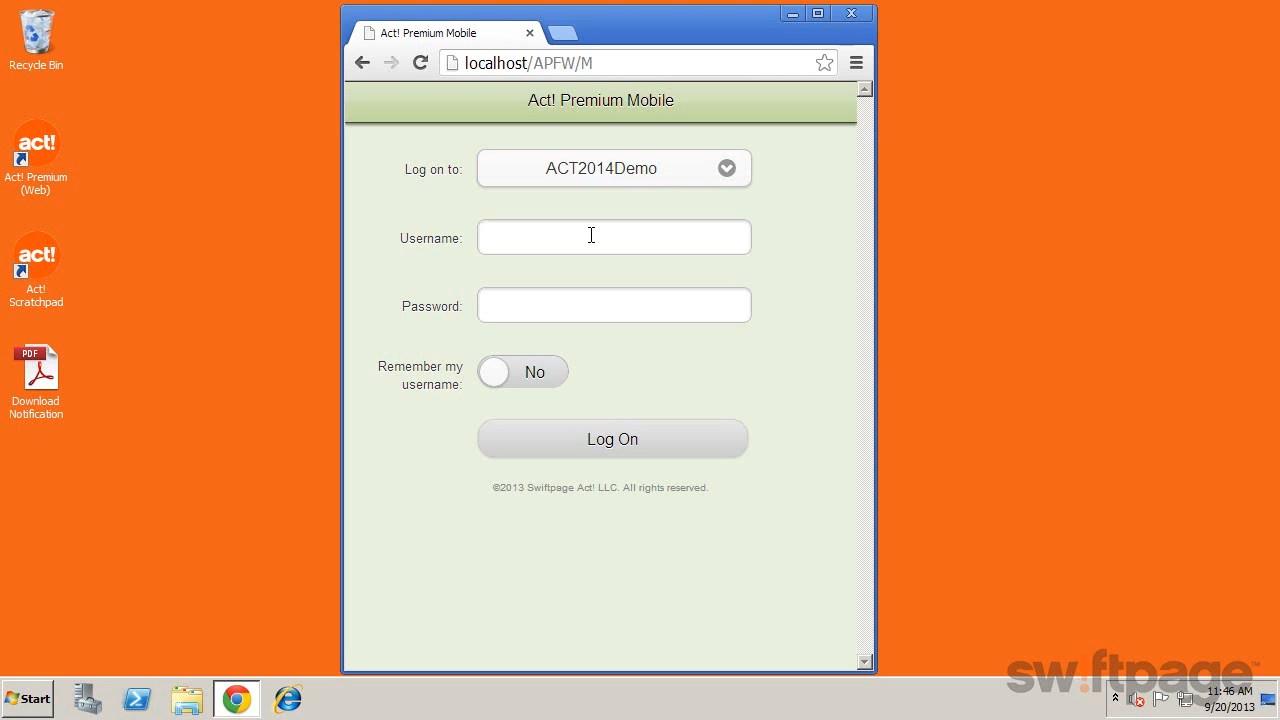 Recycle Bin
act!
Act! Premium
(Web)
act!
Act!
Scratchpad
PDF
Download
Notification
Act! Premium Mobile
localhost/APFW/M
Act! Premium Mobile
Log on to:
ACT2014Demo
Username:
Password:
Remember my
username:
No
Log On
©2013 Swiftpage Act! LLC. All rights reserved.
swiftpage™
Start
11:46 AM
9/20/2013